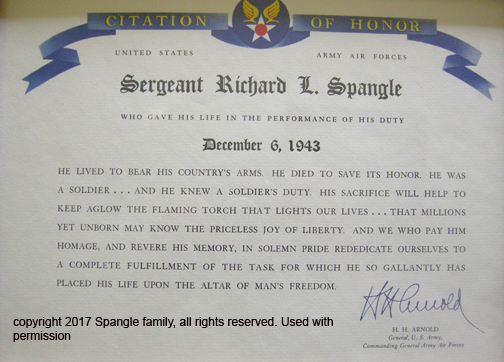 CITATION OF HONOR
UNITED STATES ARMY AIR FORCES
Sergeant Richard L. Spangle
WHO GAVE HIS LIFE IN THE PERFORMANCE OF HIS DUTY
December 6, 1943
HE LIVED TO BEAR HIS COUNTRY'S ARMS. HE DIED TO SAVE ITS HONOR. HE WAS
A SOLDIER . . . AND HE KNEW A SOLDIER'S DUTY. HIS SACRIFICE WILL HELP TO
KEEP AGLOW THE FLAMING TORCH THAT LIGHTS OUR LIVES . . . THAT MILLIONS
YET UNBORN MAY KNOW THE PRICELESS JOY OF LIBERTY. AND WE WHO PAY HIM
HOMAGE, AND REVERE HIS MEMORY, IN SOLEMN PRIDE REDEDICATE OURSELVES TO
A COMPLETE FULFILLMENT OF THE TASK FOR WHICH HE SO GALLANTLY HAS
PLACED HIS LIFE UPON THE ALTAR OF MAN'S FREEDOM.
H H Arnold
H. H. ARNOLD
General, U. S. Army,
Commanding General Army Air Forces
copyright 2017 Spangle family, all rights reserved. Used with
permission